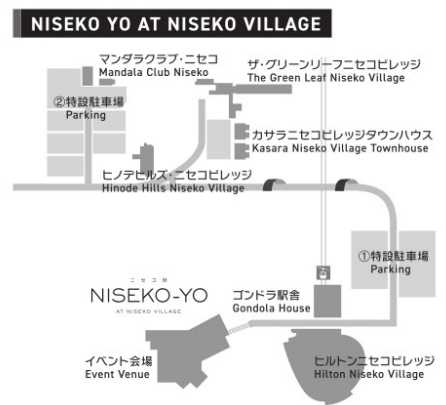 NISEKO YO AT NISEKO VILLAGE
マンダラクラブ・ニセコ
Mandala Club Niseko
ザ・グリーンリーフニセコビレッジ
The Green Leaf Niseko Village
②特設駐車場
Parking
カサラニセコビレッジタウンハウス
Kasara Niseko Village Townhouse
ヒノデヒルズ・ニセコビレッジ
Hinode Hills Niseko Village
①特設駐車場
Parking
NISEKO-YO
AT NISEKO VILLAGE
ゴンドラ駅舎
Gondola House
イベント会場
Event Venue
ヒルトンニセコビレッジ
Hilton Niseko Village